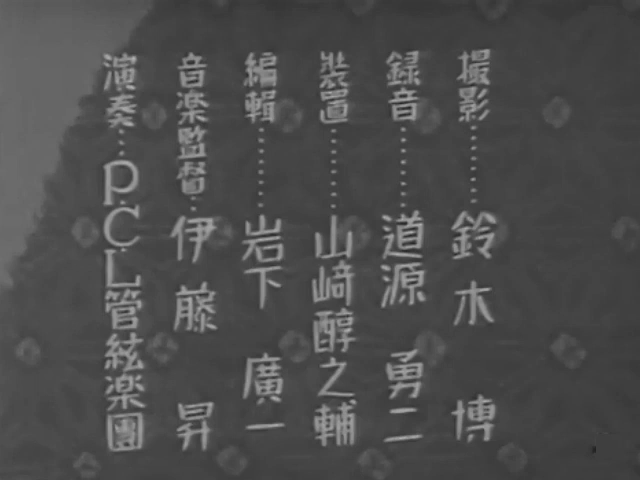 撮影………鈴木 博
録音………道源 勇二
装置………山﨑醇之輔
編輯………岩下 廣一
音楽監督‥伊藤 昇
演奏…P.C.L管絃楽團